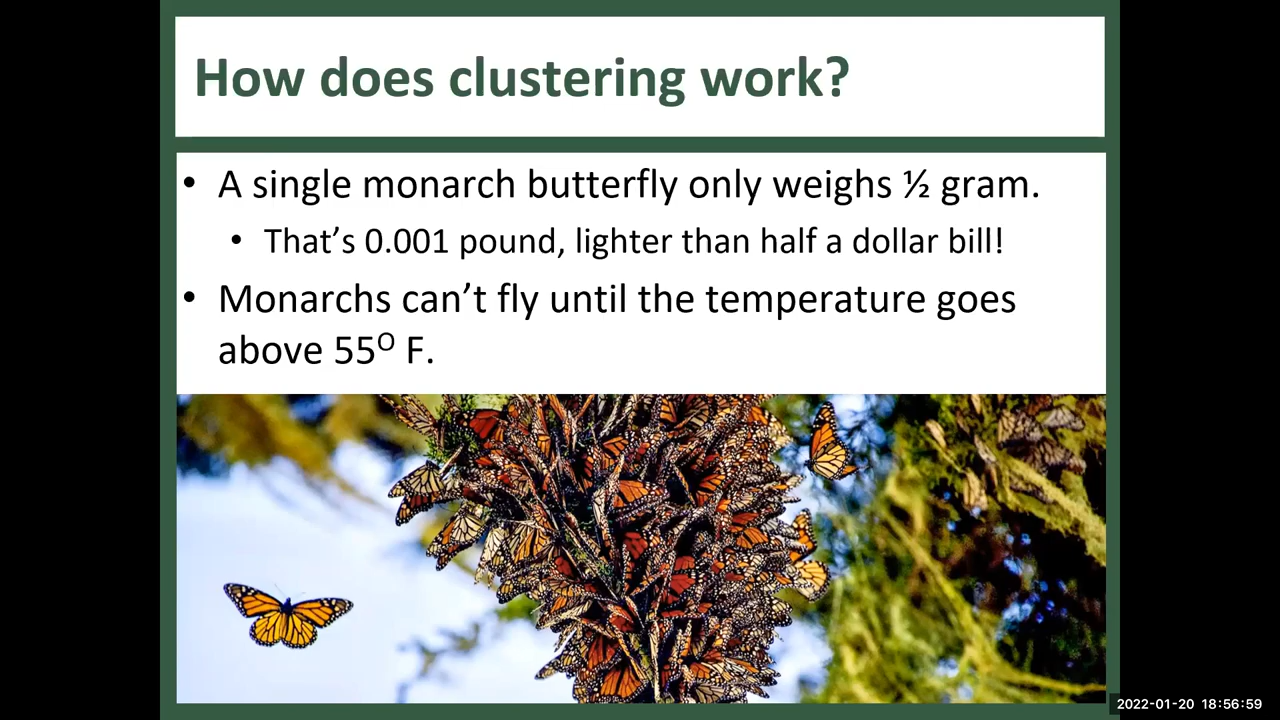 How does clustering work?
• A single monarch butterfly only weighs ½ gram.
• That’s 0.001 pound, lighter than half a dollar bill!
• Monarchs can’t fly until the temperature goes
above 55ᴼ F.
2022-01-20 18:56:59